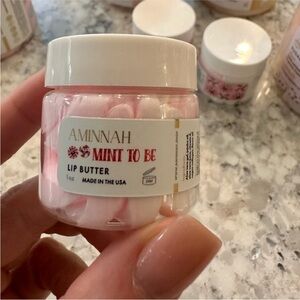 AMINNAH
MINT TO BE
LIP BUTTER
MADE IN THE USA